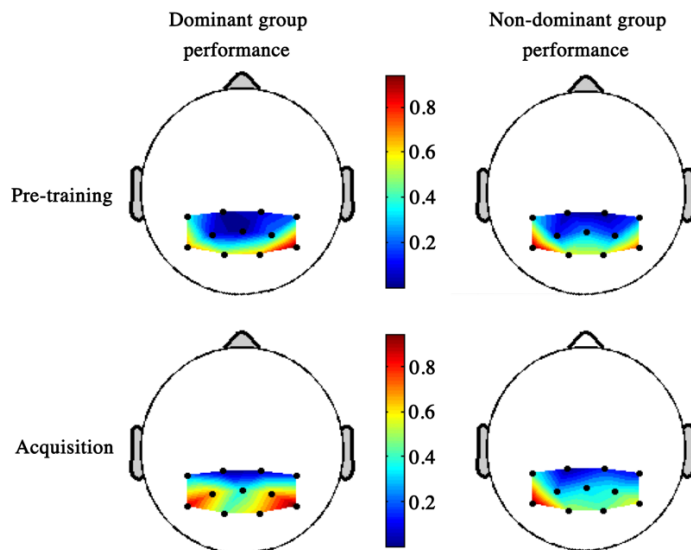 Dominant group
performance
Non-dominant group
performance
Pre-training
0.8
0.6
0.4
0.2
Acquisition
0.8
0.6
0.4
0.2